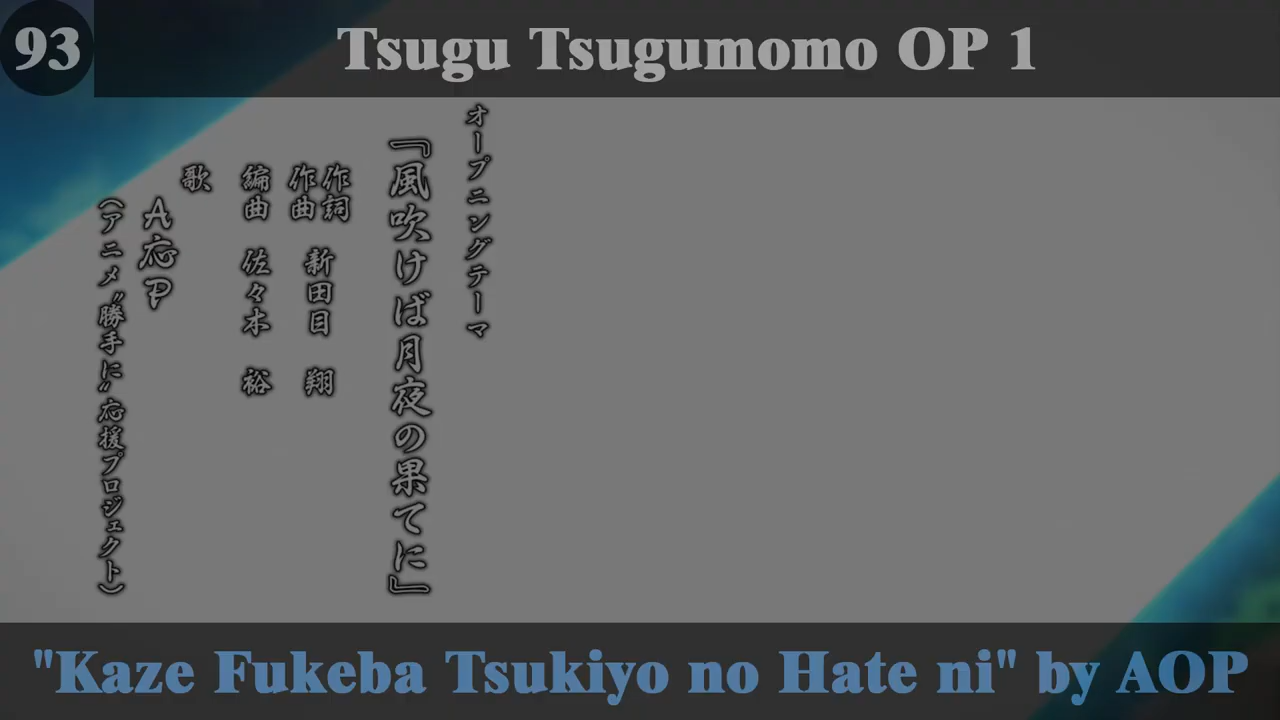 93
Tsugu Tsugumomo OP 1
オープニングテーマ
『風吹けば月夜の果てに』
作詞
作曲 新田目 翔
編曲 佐々木 裕
歌
A応P
(アニメ〝勝手に〟応援プロジェクト)
"Kaze Fukeba Tsukiyo no Hate ni" by AOP